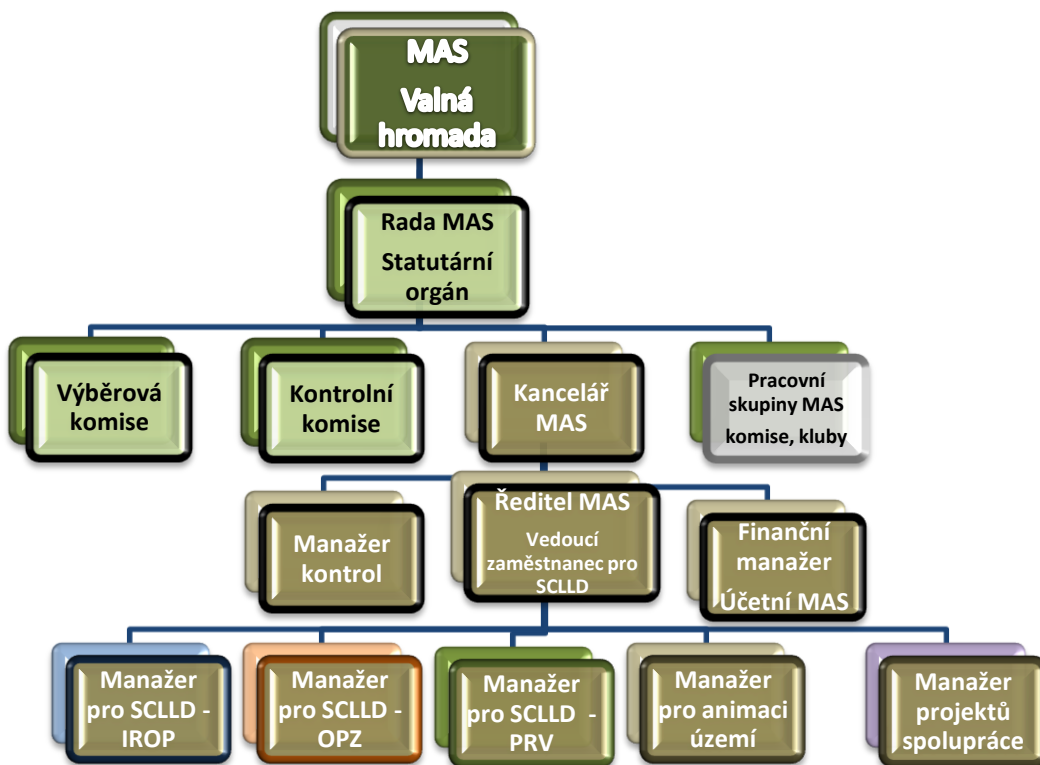 MAS
Valná
hromada
Rada MAS
Statutární
orgán
Výběrová
komise
Kontrolní
komise
Kancelář
MAS
Pracovní
skupiny MAS
komise, kluby
Manažer
kontrol
Ředitel MAS
Vedoucí
zaměstnanec pro
SCLLD
Finanční
manažer
Účetní MAS
Manažer
pro SCLLD -
IROP
Manažer
pro SCLLD -
OPZ
Manažer
pro SCLLD -
PRV
Manažer
pro animaci
území
Manažer
projektů
spolupráce